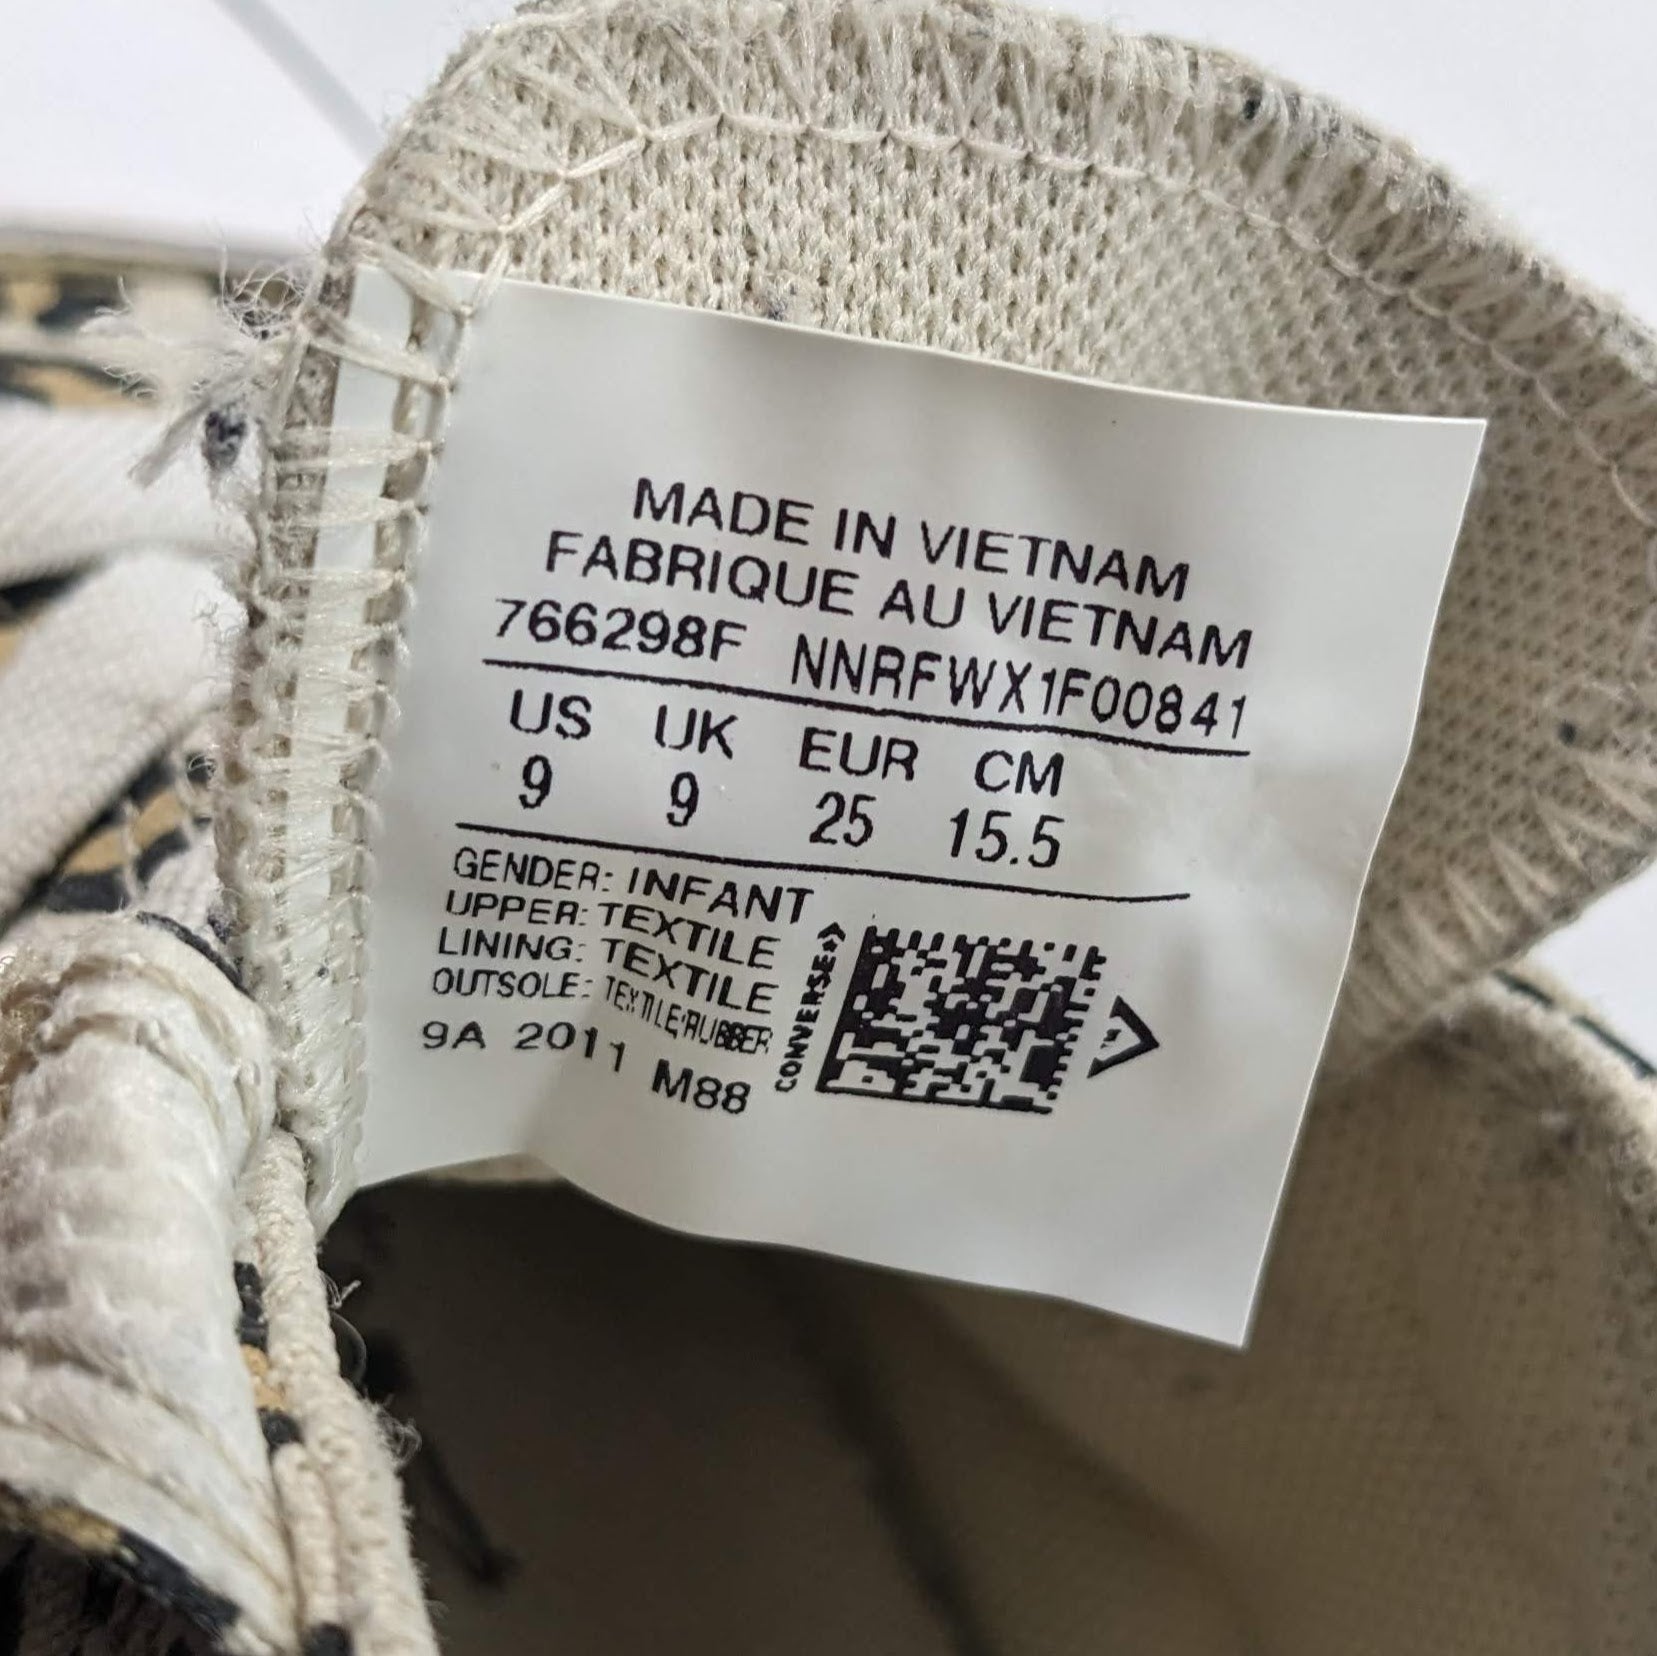 MADE IN VIETNAM
FABRIQUE AU VIETNAM
766298F NNRFWX1F00841
US UK EUR CM
9 9 25 15.5
GENDER: INFANT
UPPER: TEXTILE
LINING: TEXTILE
OUTSOLE: TEXTILE/RUBBER
9A 2011 M88
CONVERSE